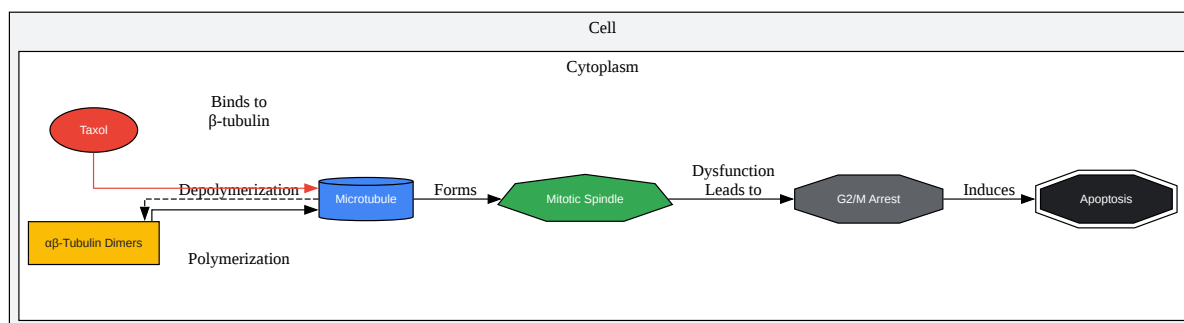 Cell
Cytoplasm
Binds to
β-tubulin
Taxol
Depolymerization
Microtubule
Forms
Mitotic Spindle
Dysfunction
Leads to
G2/M Arrest
Induces
Apoptosis
αβ-Tubulin Dimers
Polymerization